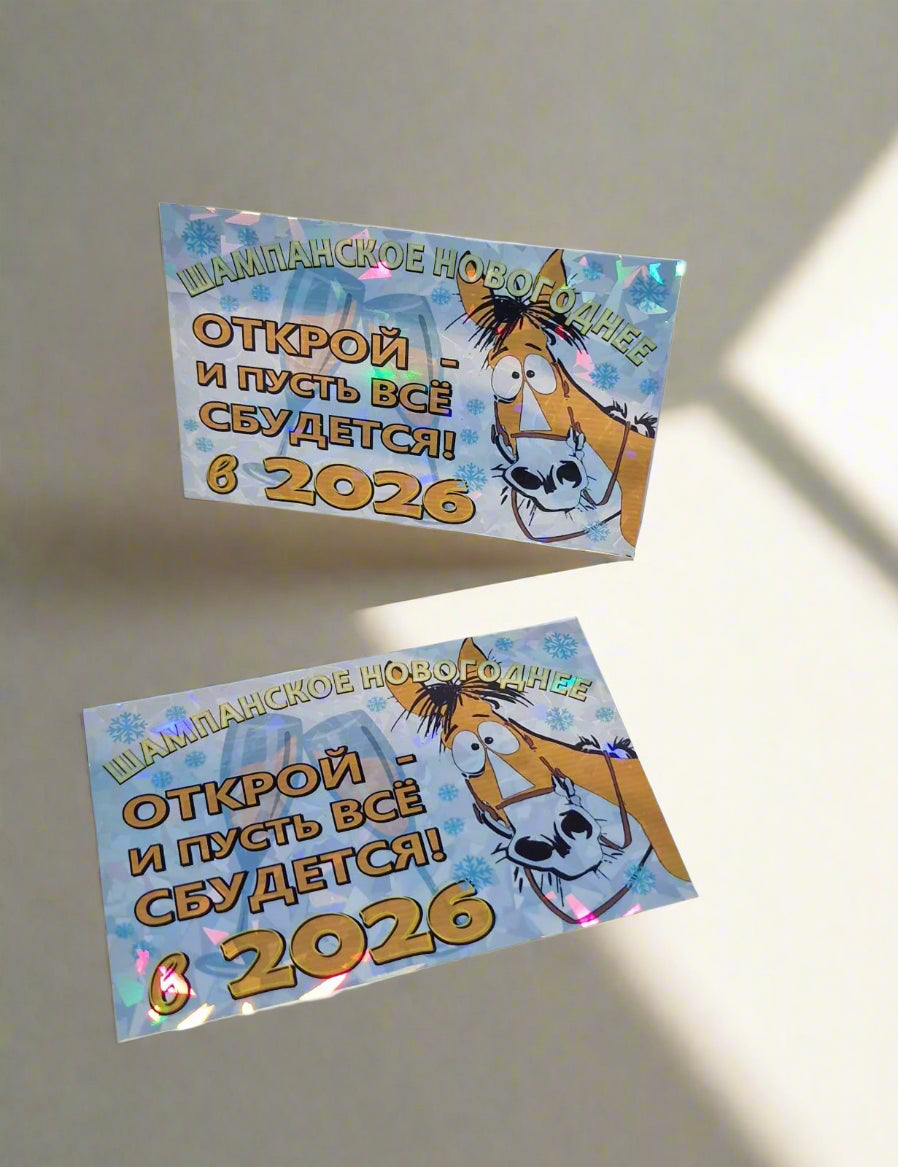 ШАМПАНСКОЕ НОВОГОДНЕЕ
ОТКРОЙ -
И ПУСТЬ ВСЁ
СБУДЕТСЯ!
в 2026
ШАМПАНСКОЕ НОВОГОДНЕЕ
ОТКРОЙ -
И ПУСТЬ ВСЁ
СБУДЕТСЯ!
в 2026